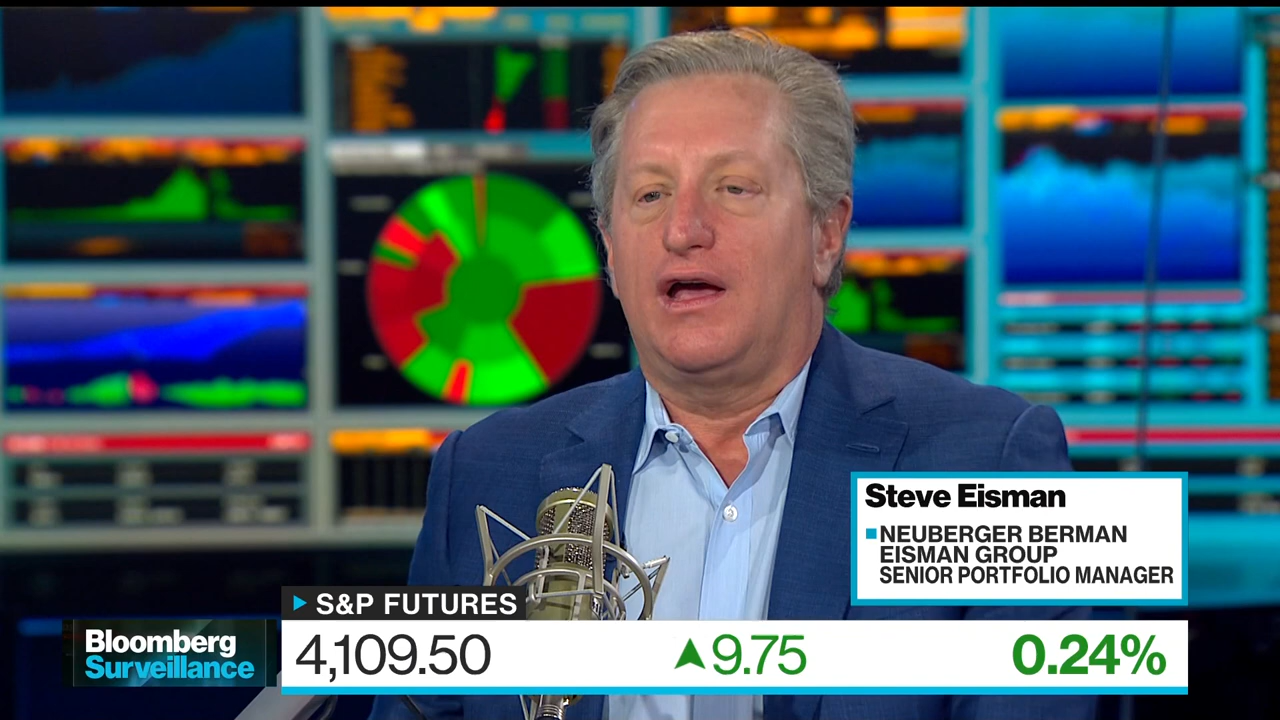 Steve Eisman
NEUBERGER BERMAN
EISMAN GROUP
SENIOR PORTFOLIO MANAGER
S&P FUTURES
Bloomberg
Surveillance
4,109.50
9.75
0.24%